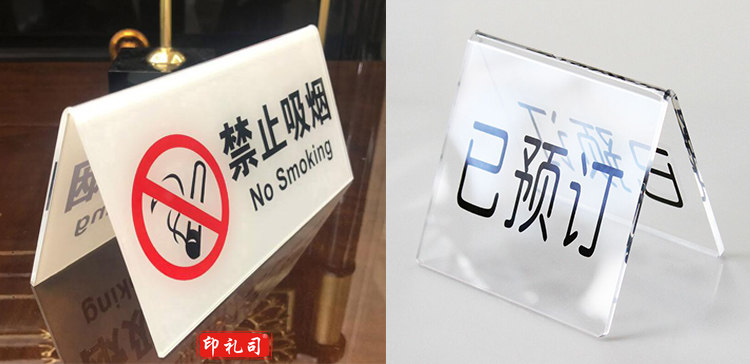 禁止吸烟
No Smoking
印礼司
已预订